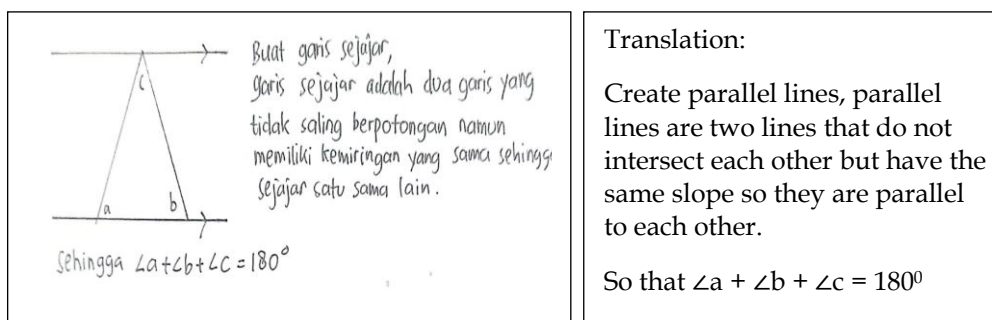 c
a
b
Buat garis sejajar,
garis sejajar adalah dua garis yang
tidak saling berpotongan namun
memiliki kemiringan yang sama sehingga
sejajar satu sama lain.
Sehingga ∠a+∠b+∠c = 180°
Translation:
Create parallel lines, parallel
lines are two lines that do not
intersect each other but have the
same slope so they are parallel
to each other.
So that ∠a + ∠b + ∠c = 180⁰